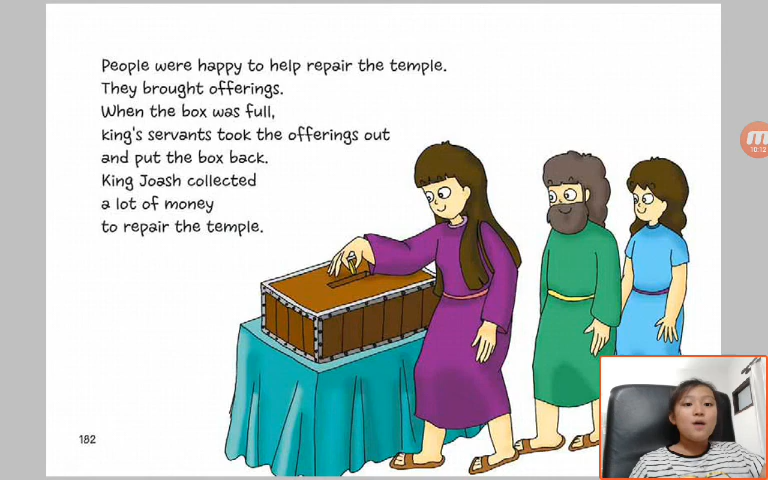 People were happy to help repair the temple.
They brought offerings.
When the box was full,
king's servants took the offerings out
and put the box back.
King Joash collected
a lot of money
to repair the temple.
182
10:12